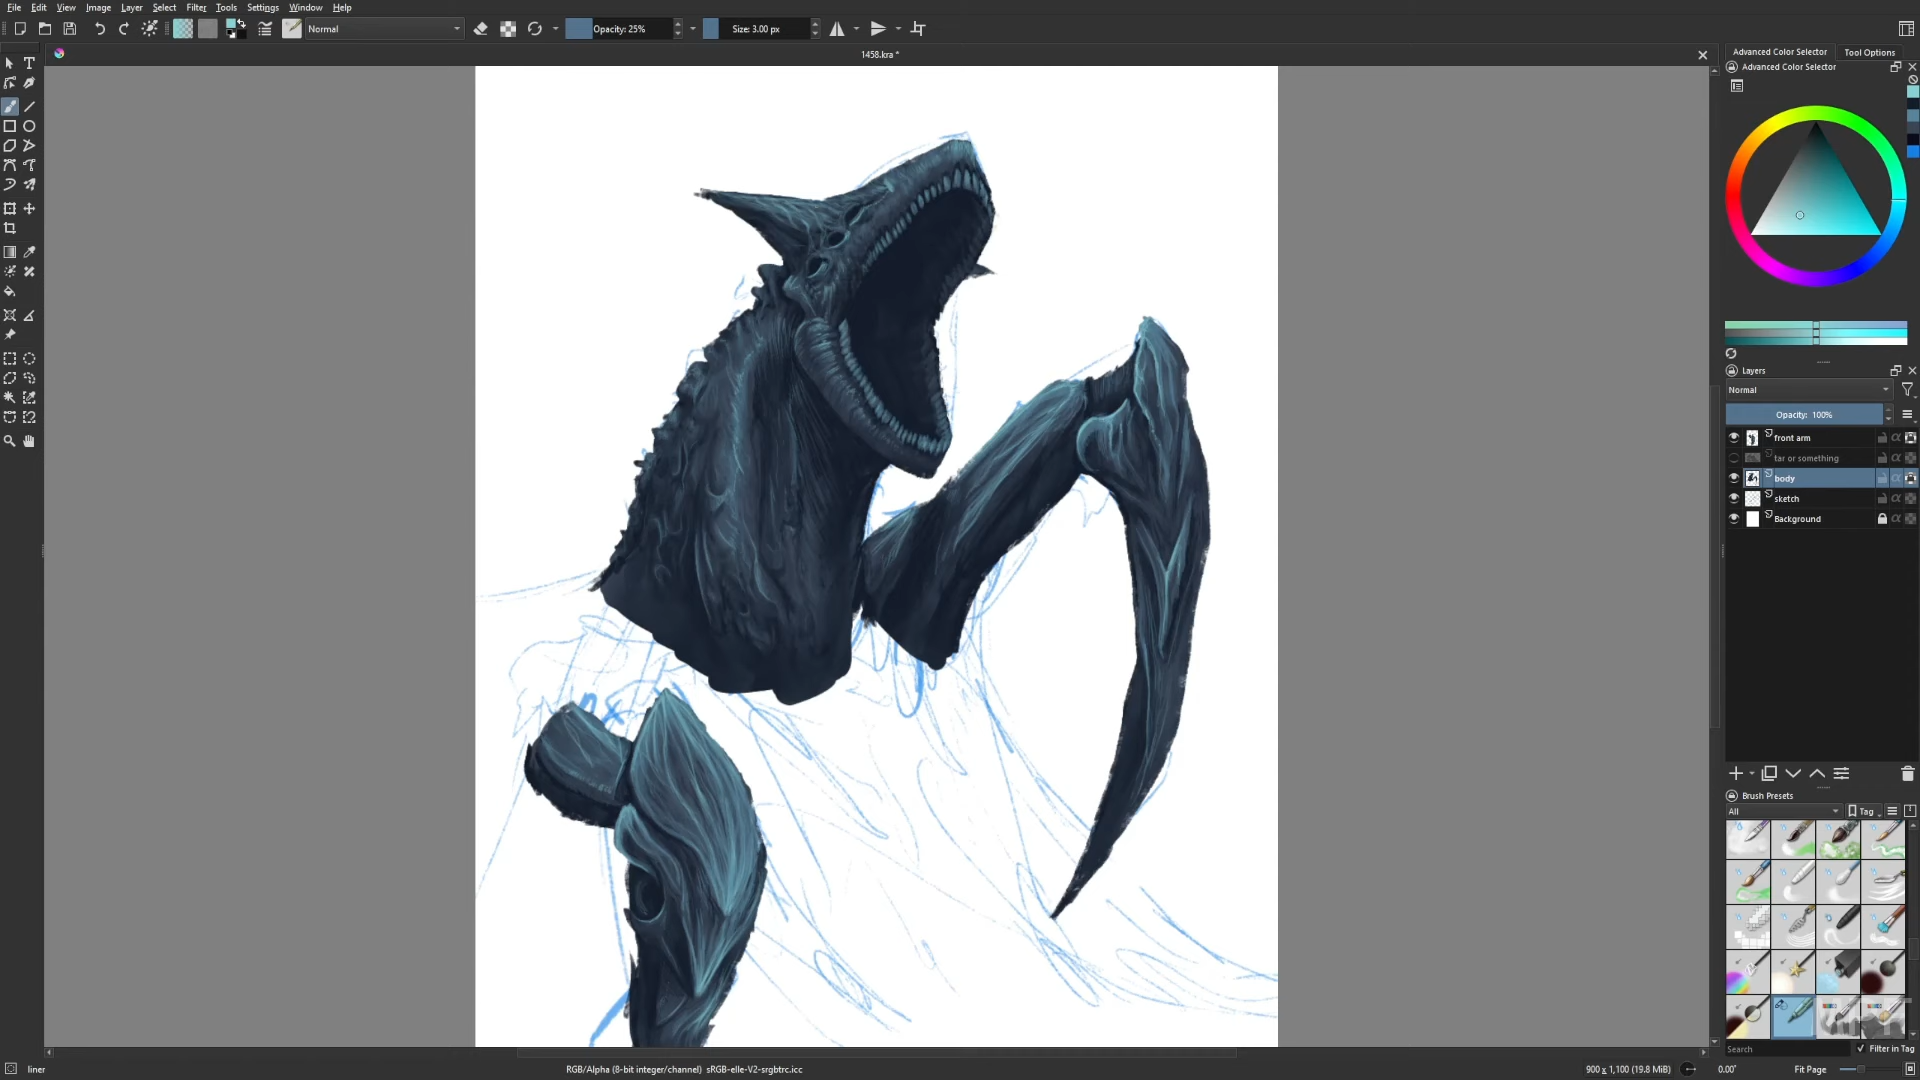 File Edit View Image Layer Select Filter Tools Settings Window Help
Normal Opacity: 25% Size: 3.00 px
1458.kra *
Advanced Color Selector Tool Options
Advanced Color Selector
Layers
Normal
Opacity: 100%
front arm
tar or something
body
sketch
Background
Brush Presets
All Tag
Search Filter in Tag
liner RGB/Alpha (8-bit integer/channel) sRGB-elle-V2-srgbtrc.icc 900 x 1,100 (19.8 MiB) 0.00° Fit Page